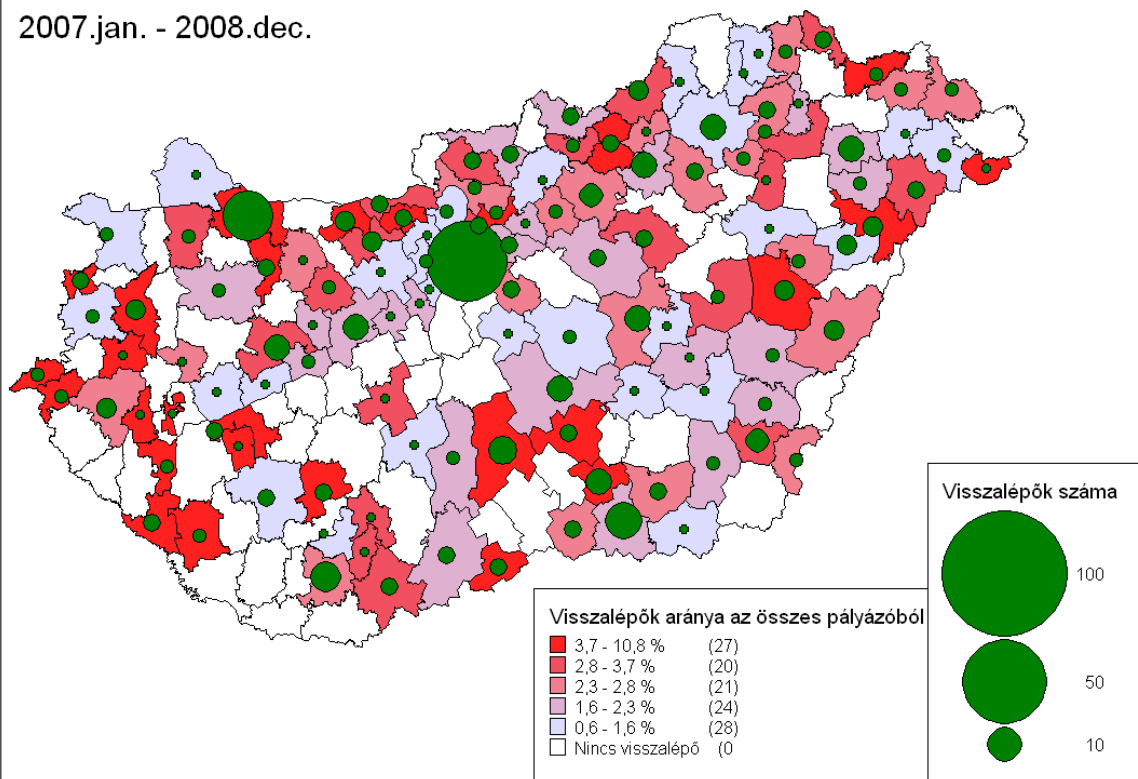 2007.jan. - 2008.dec.
Visszalépők aránya az összes pályázóból
3,7 - 10,8 % (27)
2,8 - 3,7 % (20)
2,3 - 2,8 % (21)
1,6 - 2,3 % (24)
0,6 - 1,6 % (28)
Nincs visszalépő (0
Visszalépõk száma
100
50
10